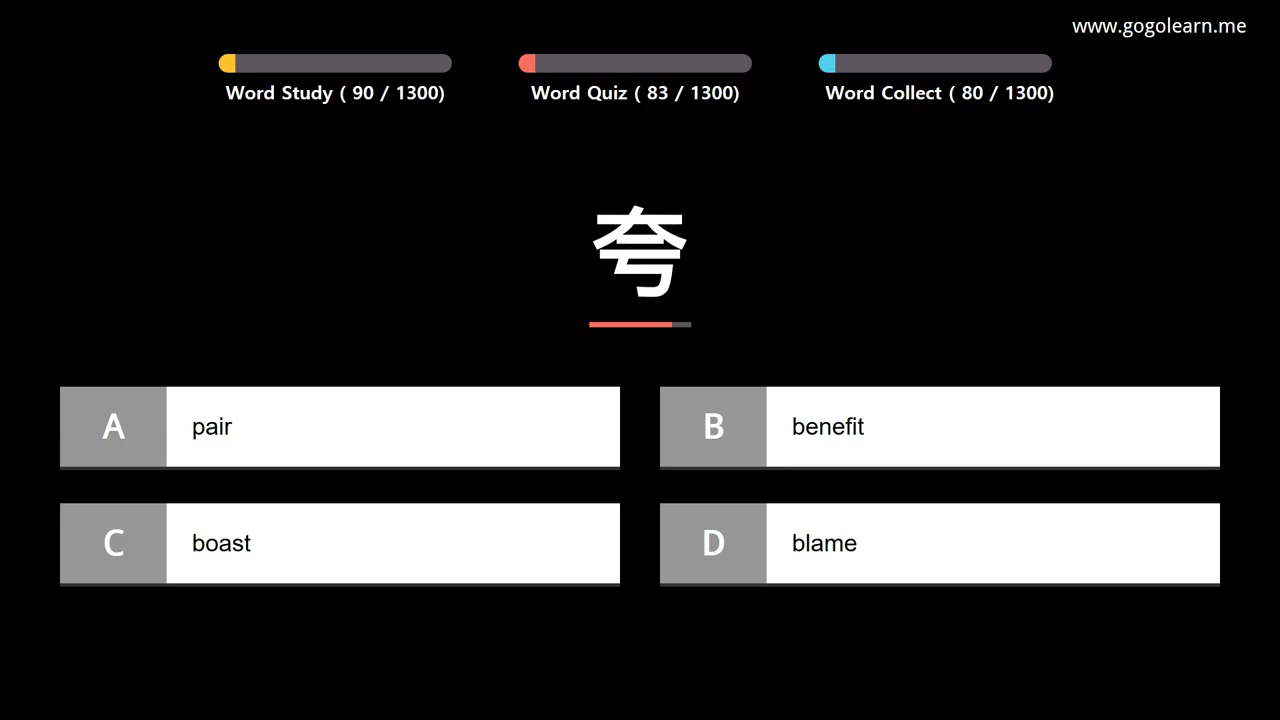 www.gogolearn.me
Word Study ( 90 / 1300)
Word Quiz ( 83 / 1300)
Word Collect ( 80 / 1300)
夸
A pair
B benefit
C boast
D blame